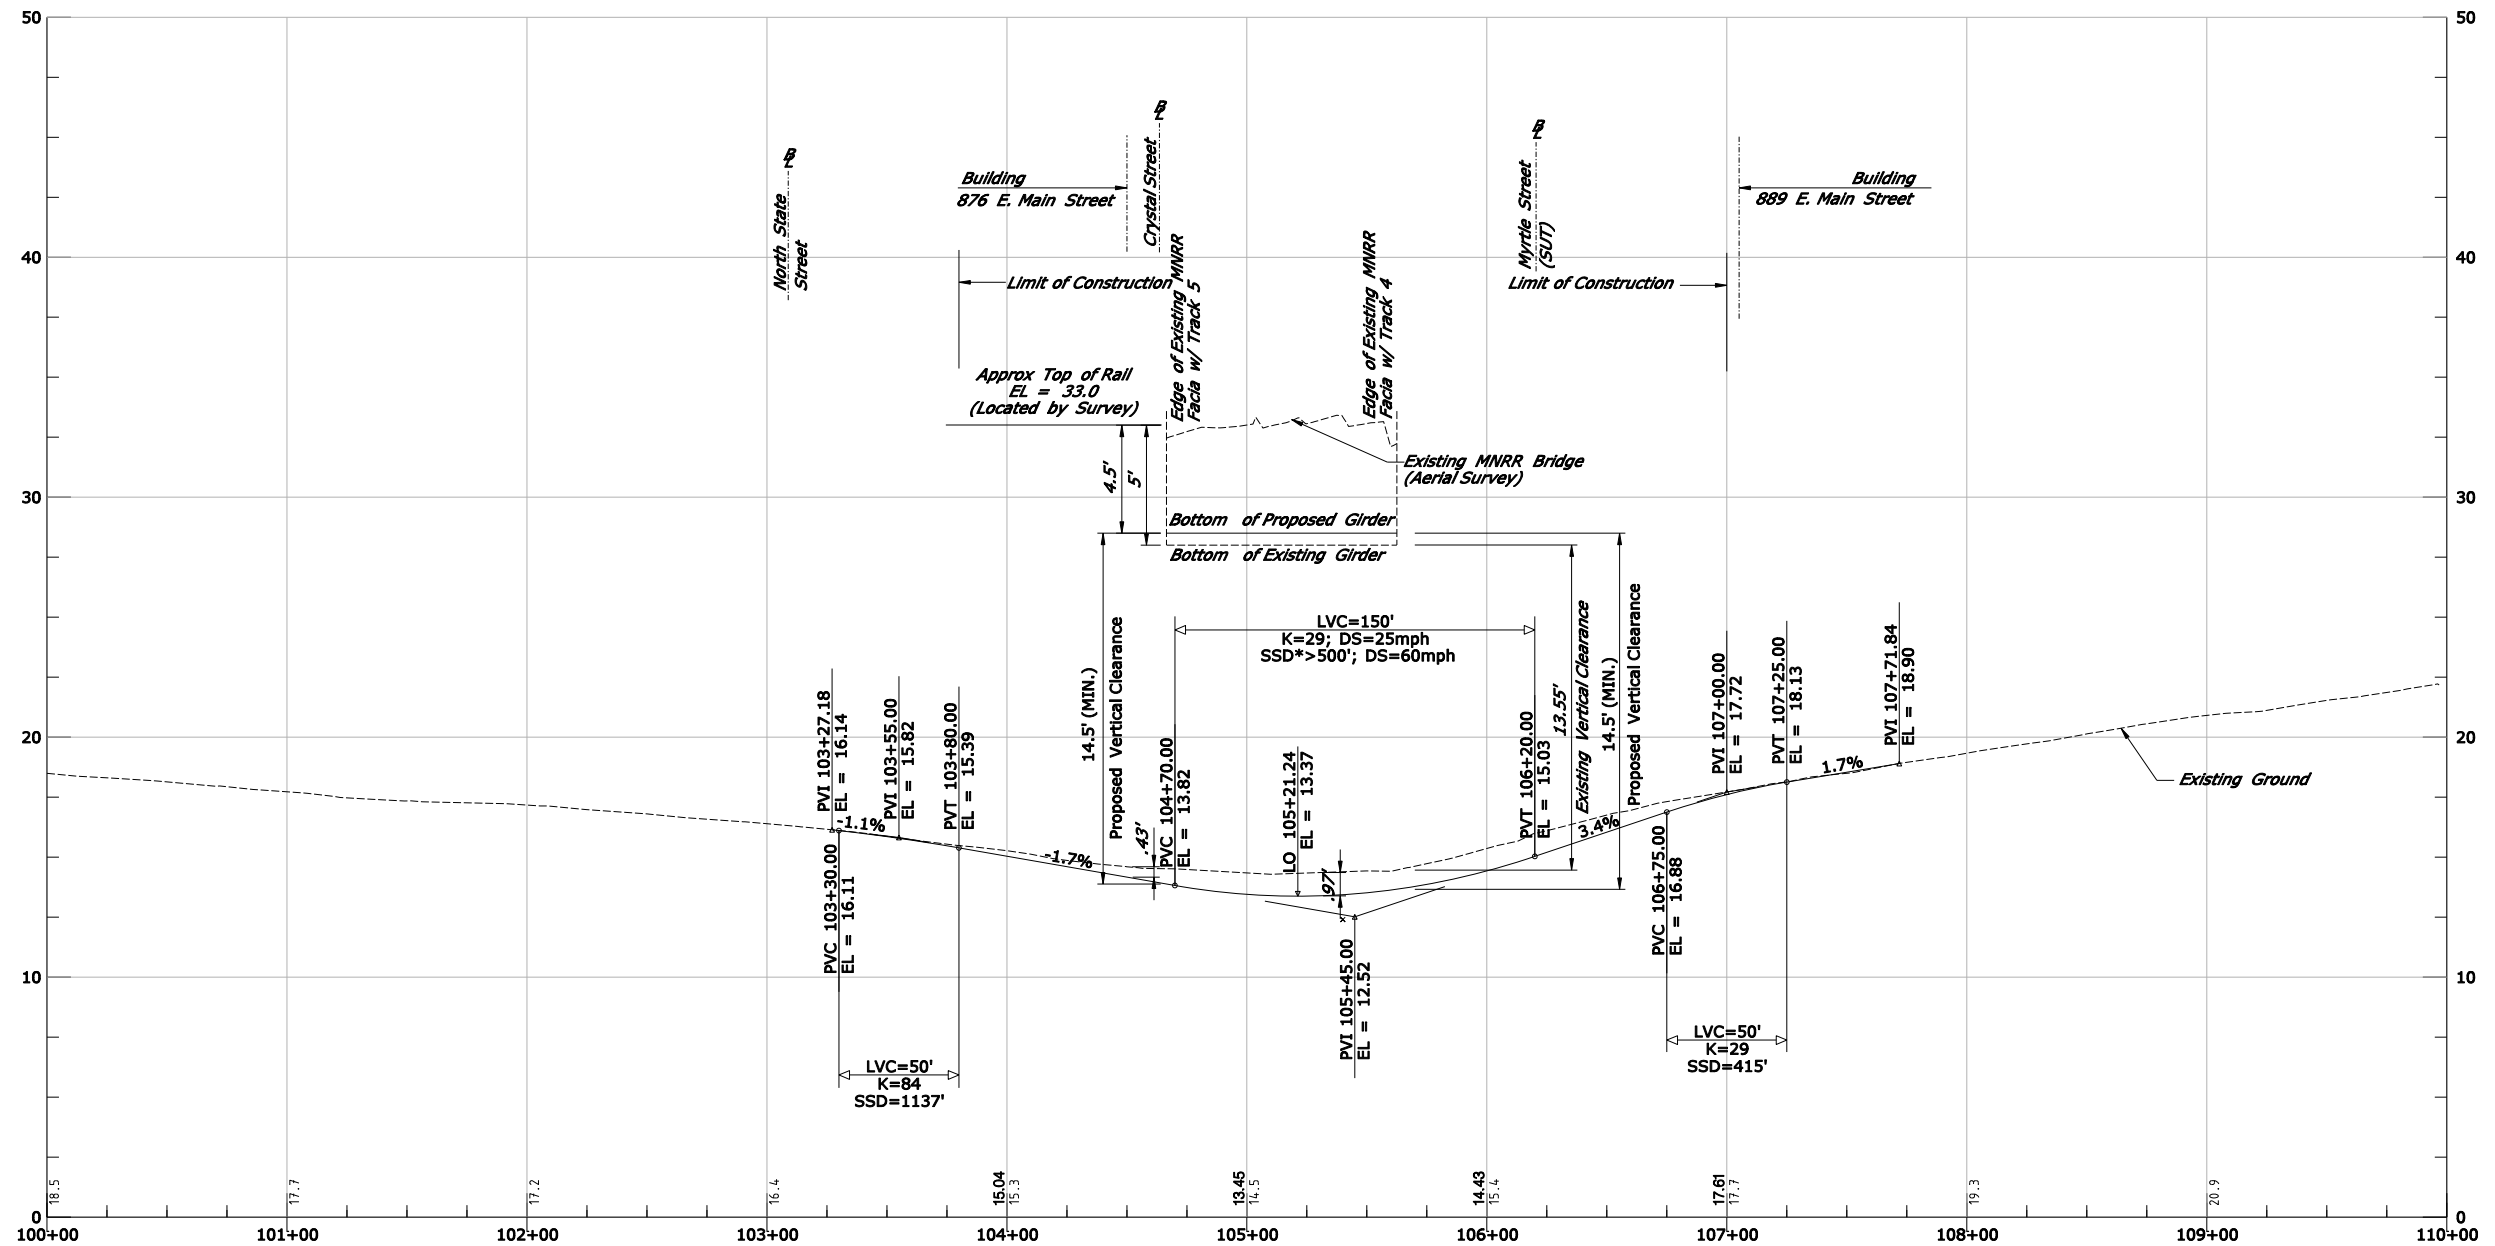 50
50
40
40
30
30
20
20
10
10
0
0
BL
North State
Street
Building
876 E. Main Street
BL
Crystal Street
BL
Myrtle Street
(SUT)
Building
889 E. Main Street
Limit of Construction
Limit of Construction
Edge of Existing MNRR
Facia w/ Track 5
Edge of Existing MNRR
Facia w/ Track 4
Approx Top of Rail
EL = 33.0
(Located by Survey)
4.5'
5'
Existing MNRR Bridge
(Aerial Survey)
Bottom of Proposed Girder
Bottom of Existing Girder
LVC=150'
K=29; DS=25mph
SSD*>500'; DS=60mph
14.5' (MIN.)
Proposed Vertical Clearance
13.55'
Existing Vertical Clearance
14.5' (MIN.)
Proposed Vertical Clearance
PVI 103+27.18
EL = 16.14
PVI 103+55.00
EL = 15.82
PVT 103+80.00
EL = 15.39
-1.1%
PVC 103+30.00
EL = 16.11
-1.7%
.43'
PVC 104+70.00
EL = 13.82
LO 105+21.24
EL = 13.37
.97'
x
PVI 105+45.00
EL = 12.52
PVT 106+20.00
EL = 15.03
3.4%
PVC 106+75.00
EL = 16.88
PVI 107+00.00
EL = 17.72
PVT 107+25.00
EL = 18.13
1.7%
PVI 107+71.84
EL = 18.90
Existing Ground
LVC=50'
K=84
SSD=1137'
LVC=50'
K=29
SSD=415'
18.5
17.7
17.2
16.4
15.04
15.3
13.45
14.5
14.43
15.4
17.61
17.7
19.3
20.9
100+00
101+00
102+00
103+00
104+00
105+00
106+00
107+00
108+00
109+00
110+00